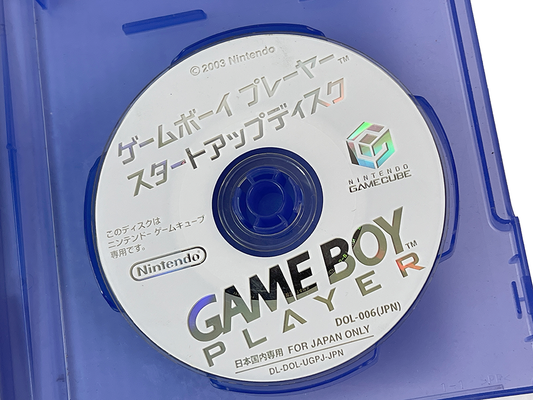 © 2003 Nintendo
ゲームボーイ プレーヤー™
スタートアップディスク
NINTENDO
GAMECUBE
このディスクは
ニンテンドー ゲームキューブ
専用です。
Nintendo
GAME BOY™
PLAYER
DOL-006(JPN)
日本国内専用 FOR JAPAN ONLY
DL-DOL-UGPJ-JPN